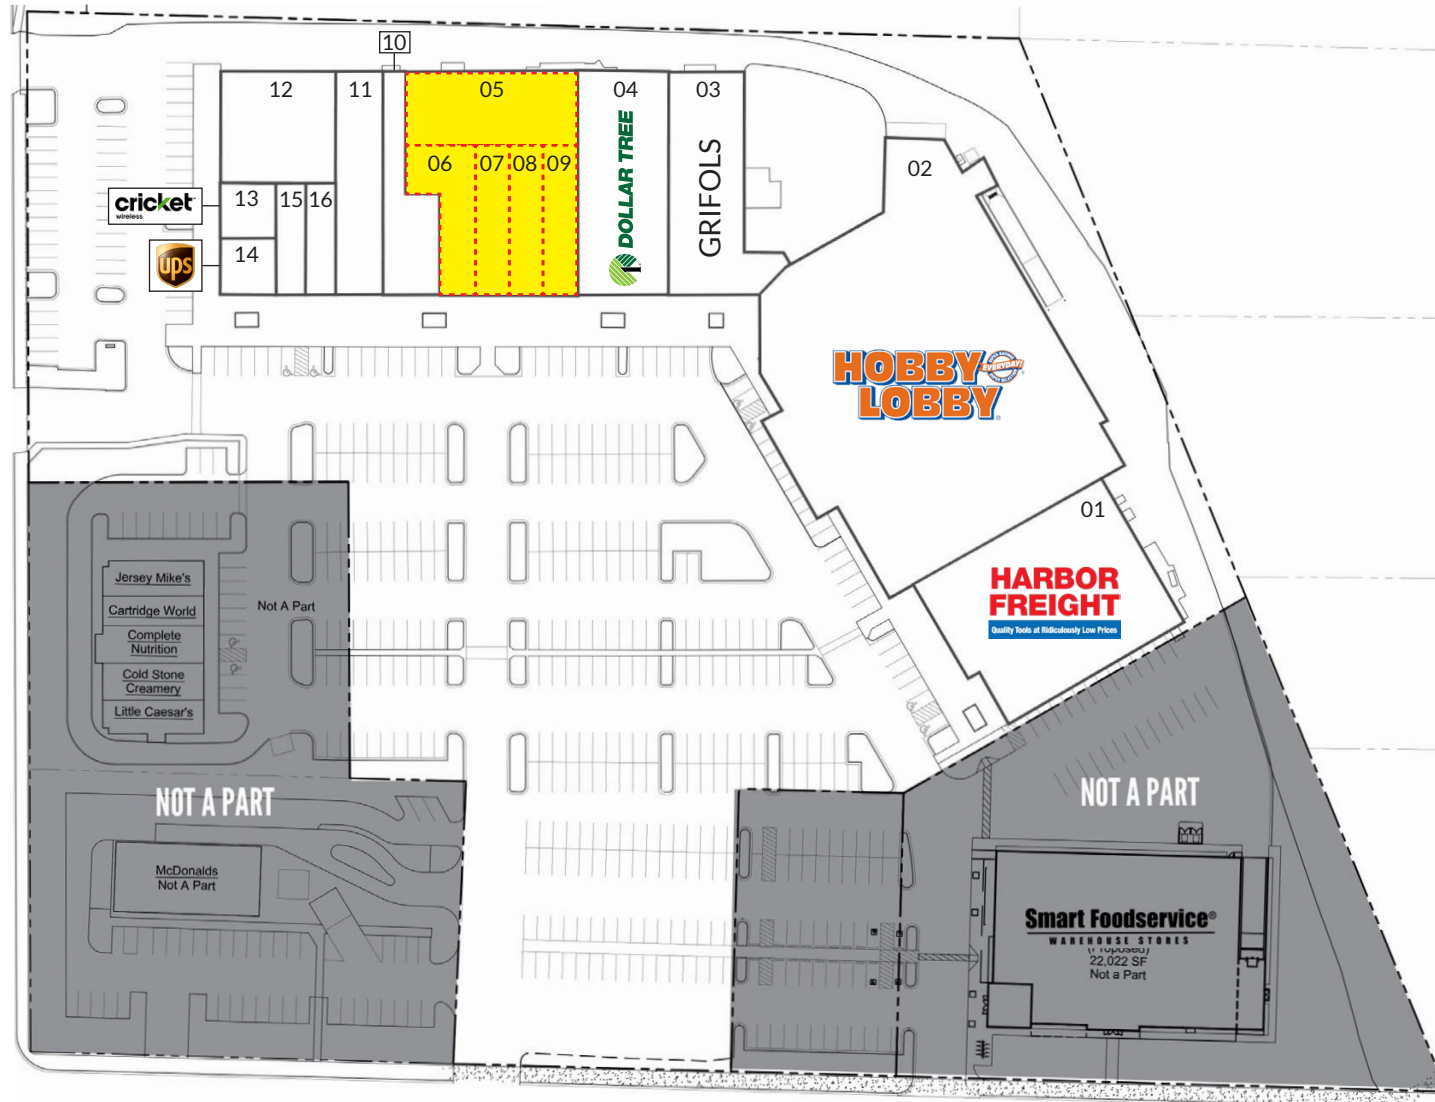 10
12
11
05
04
03
06
07
08
09
02
13
15
16
14
cricket
wireless
ups
DOLLAR TREE
1
GRIFOLS
HOBBY
LOBBY
EVERYDAY
01
HARBOR
FREIGHT
Quality Tools at Ridiculously Low Prices
Jersey Mike's
Cartridge World
Complete
Nutrition
Cold Stone
Creamery
Little Caesar's
Not A Part
NOT A PART
McDonalds
Not A Part
NOT A PART
Smart Foodservice®
WAREHOUSE STORES
(Proposed)
22,022 SF
Not a Part